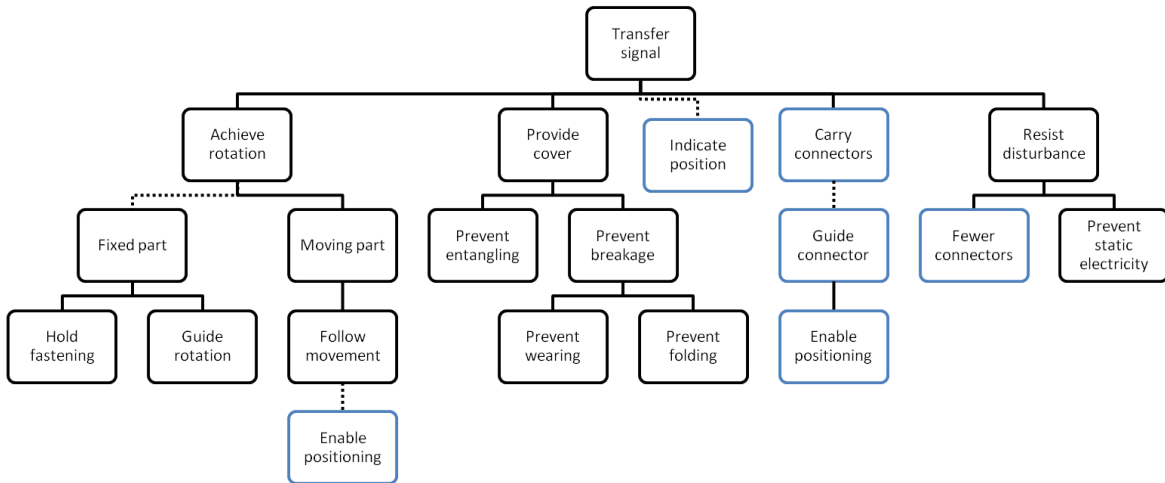 Transfer
signal
Achieve
rotation
Provide
cover
Indicate
position
Carry
connectors
Resist
disturbance
Fixed part
Moving part
Prevent
entangling
Prevent
breakage
Guide
connector
Fewer
connectors
Prevent
static
electricity
Hold
fastening
Guide
rotation
Follow
movement
Prevent
wearing
Prevent
folding
Enable
positioning
Enable
positioning